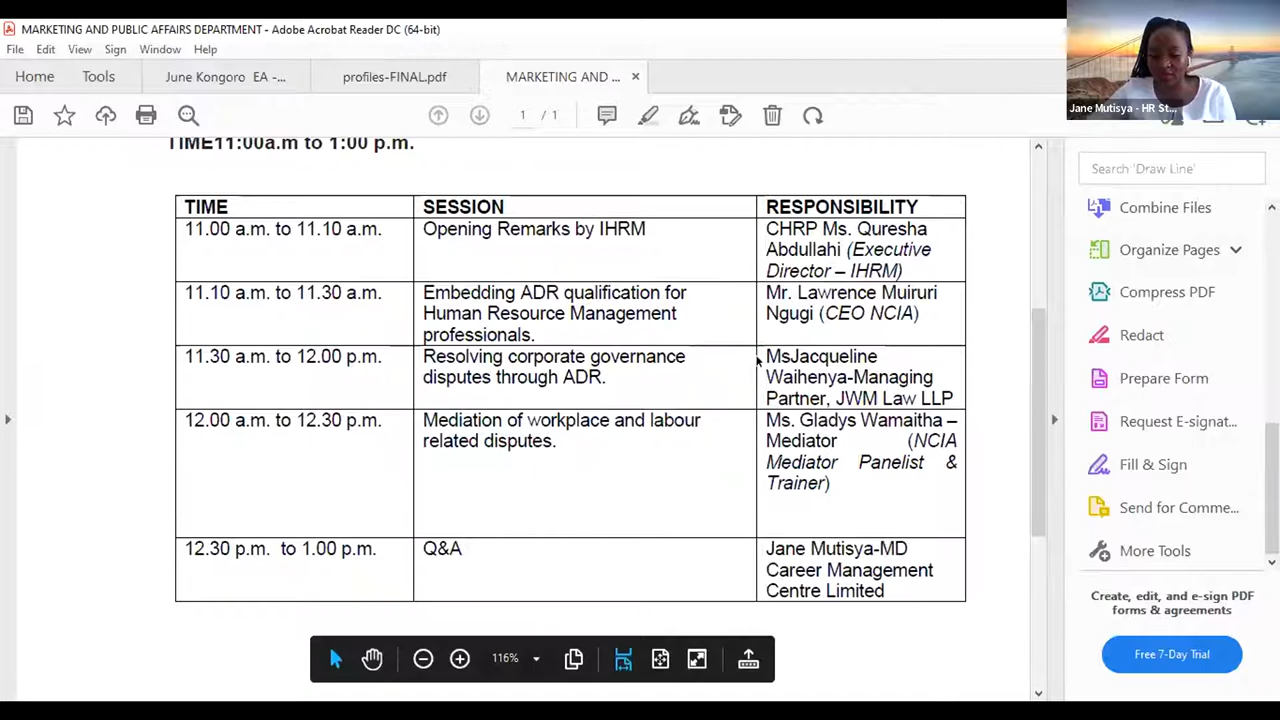 MARKETING AND PUBLIC AFFAIRS DEPARTMENT - Adobe Acrobat Reader DC (64-bit)
File Edit View Sign Window Help
Home Tools June Kongoro EA -... profiles-FINAL.pdf MARKETING AND ...
1 / 1
Jane Mutisya - HR St...
TIME11:00a.m to 1:00 p.m.
Search 'Draw Line'
TIME SESSION RESPONSIBILITY
11.00 a.m. to 11.10 a.m. Opening Remarks by IHRM CHRP Ms. Quresha
Abdullahi (Executive
Director – IHRM)
11.10 a.m. to 11.30 a.m. Embedding ADR qualification for Mr. Lawrence Muiruri
Human Resource Management Ngugi (CEO NCIA)
professionals.
11.30 a.m. to 12.00 p.m. Resolving corporate governance MsJacqueline
disputes through ADR. Waihenya-Managing
Partner, JWM Law LLP
12.00 a.m. to 12.30 p.m. Mediation of workplace and labour Ms. Gladys Wamaitha –
related disputes. Mediator (NCIA
Mediator Panelist &
Trainer)
12.30 p.m. to 1.00 p.m. Q&A Jane Mutisya-MD
Career Management
Centre Limited
116%
Combine Files
Organize Pages
Compress PDF
Redact
Prepare Form
Request E-signat...
Fill & Sign
Send for Comme...
More Tools
Create, edit, and e-sign PDF
forms & agreements
Free 7-Day Trial